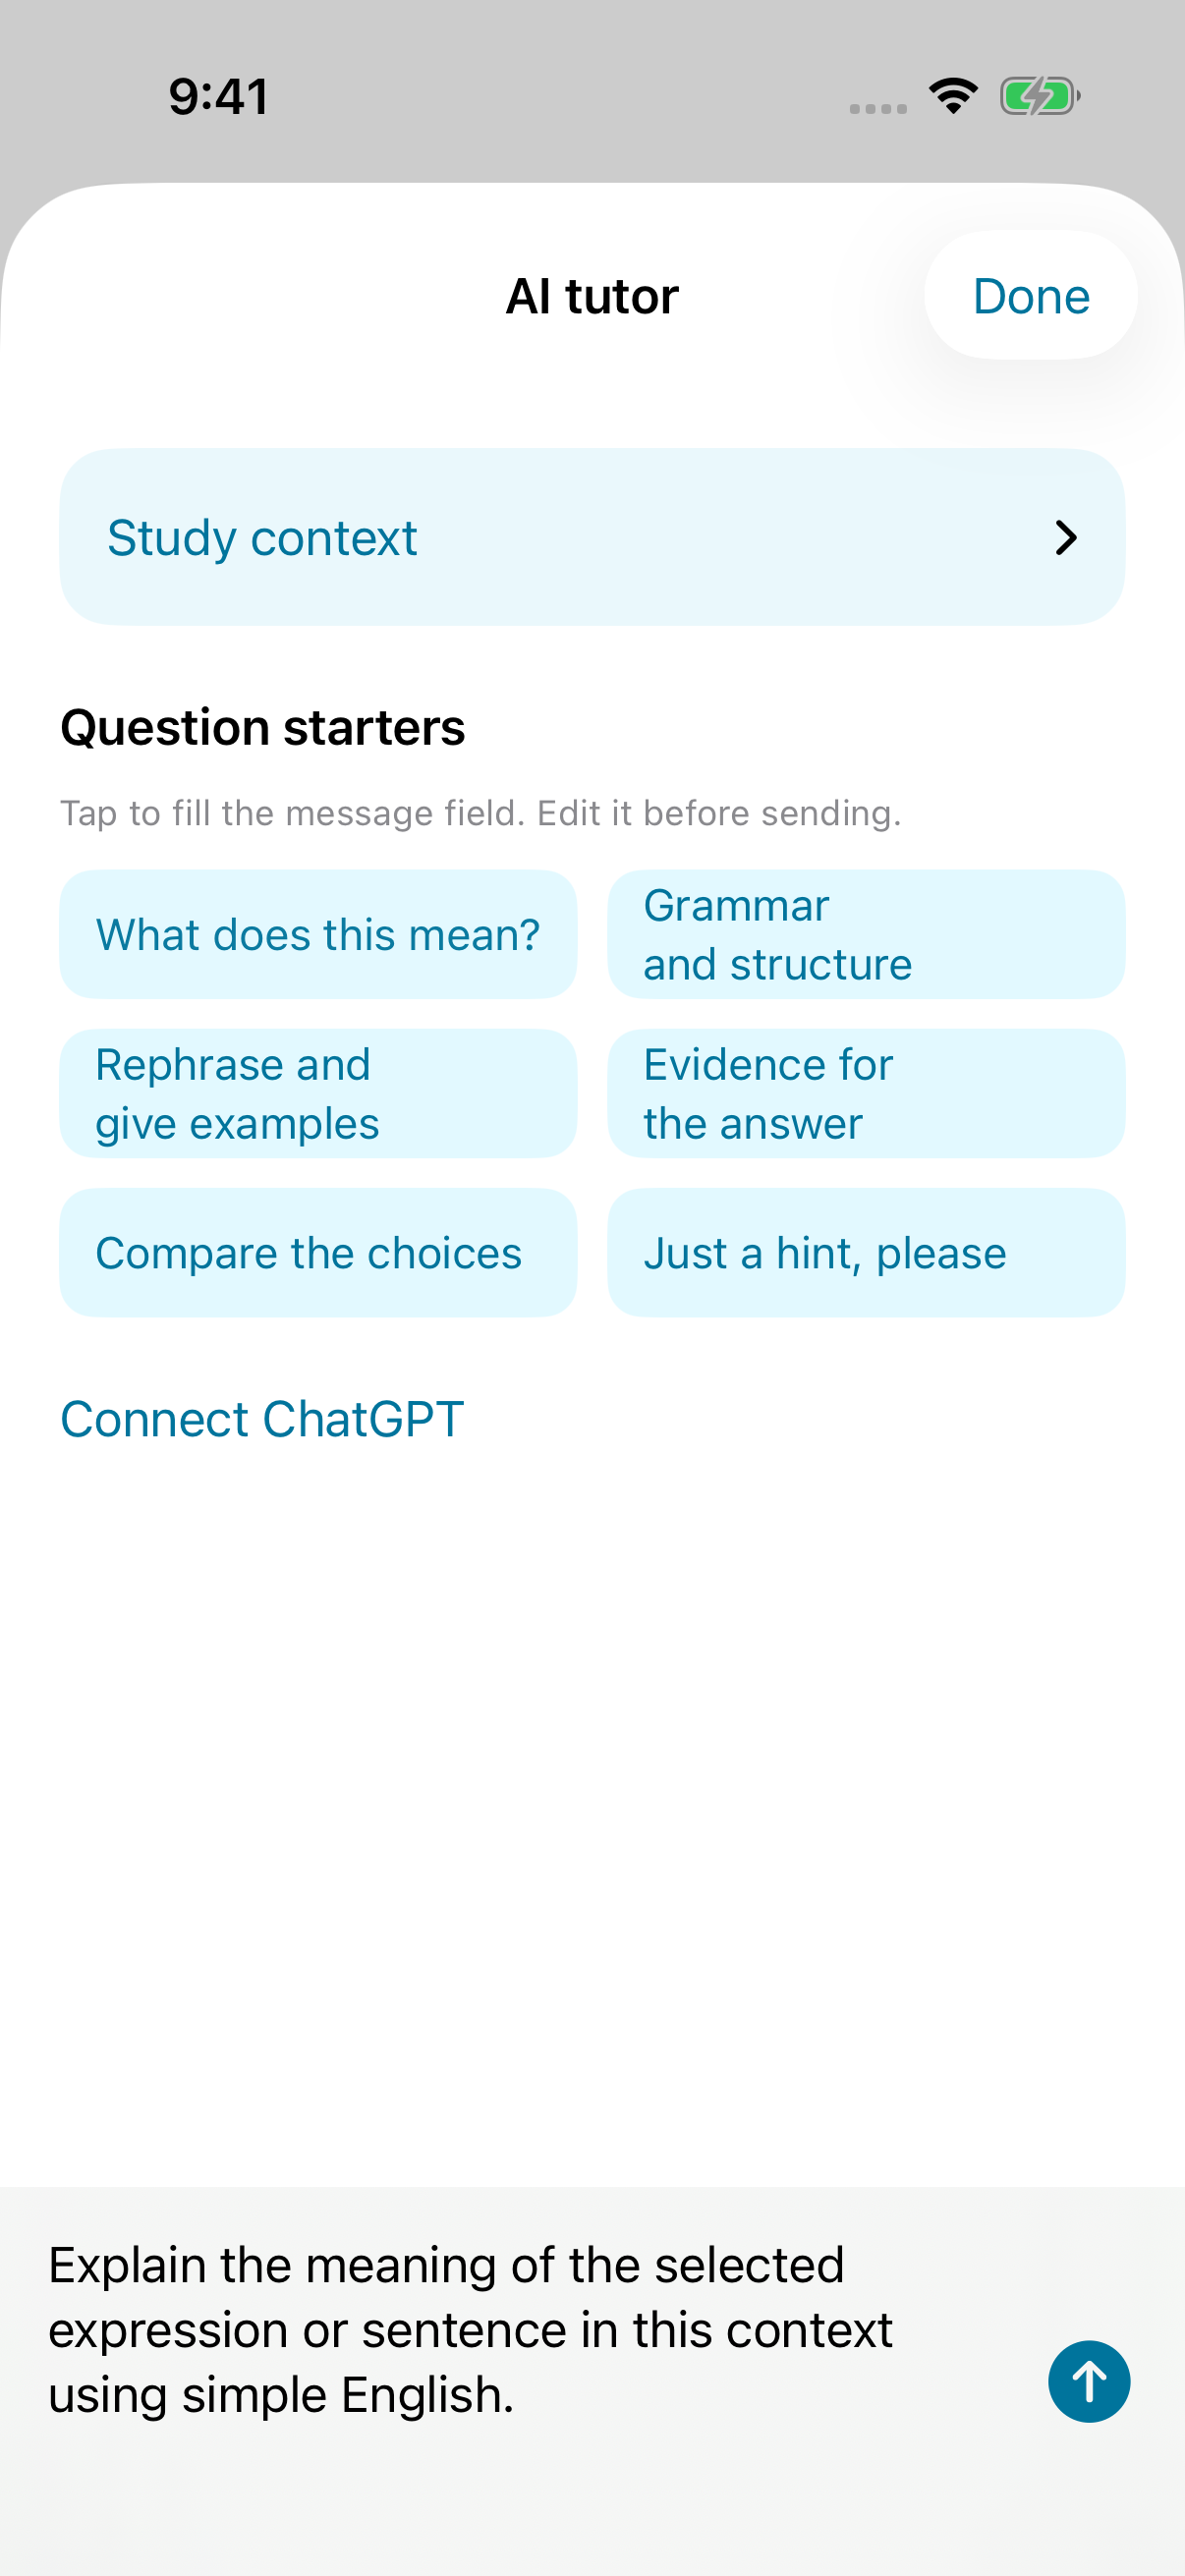 9:41
AI tutor
Done
Study context
Question starters
Tap to fill the message field. Edit it before sending.
What does this mean?
Grammar
and structure
Rephrase and
give examples
Evidence for
the answer
Compare the choices
Just a hint, please
Connect ChatGPT
Explain the meaning of the selected
expression or sentence in this context
using simple English.